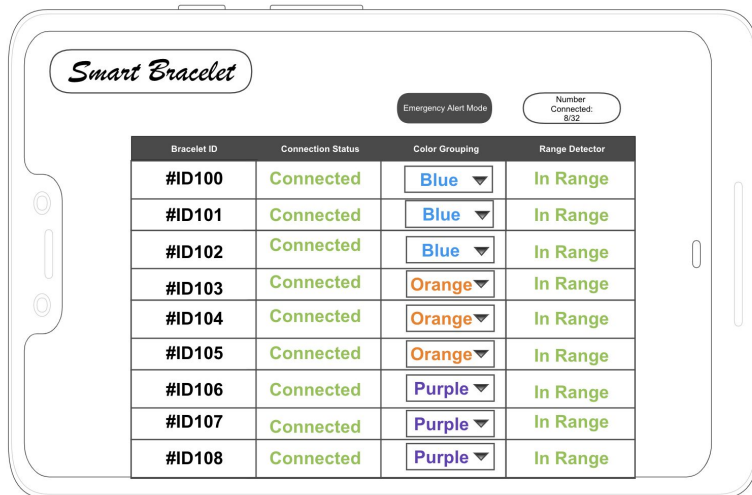 Smart Bracelet
Emergency Alert Mode
Number
Connected:
8/32
Bracelet ID Connection Status Color Grouping Range Detector
#ID100 Connected Blue In Range
#ID101 Connected Blue In Range
#ID102 Connected Blue In Range
#ID103 Connected Orange In Range
#ID104 Connected Orange In Range
#ID105 Connected Orange In Range
#ID106 Connected Purple In Range
#ID107 Connected Purple In Range
#ID108 Connected Purple In Range